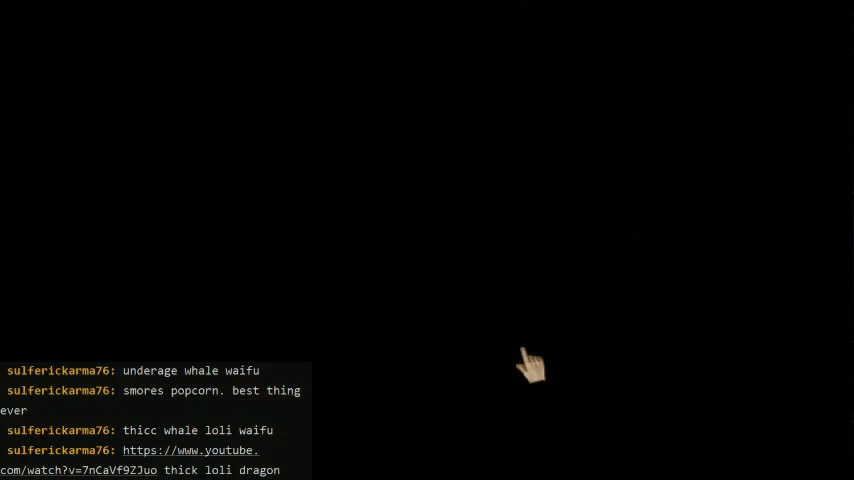 sulferickarma76: underage whale waifu
sulferickarma76: smores popcorn. best thing
ever
sulferickarma76: thicc whale loli waifu
sulferickarma76: https://www.youtube.
com/watch?v=7nCaVf9ZJuo thick loli dragon